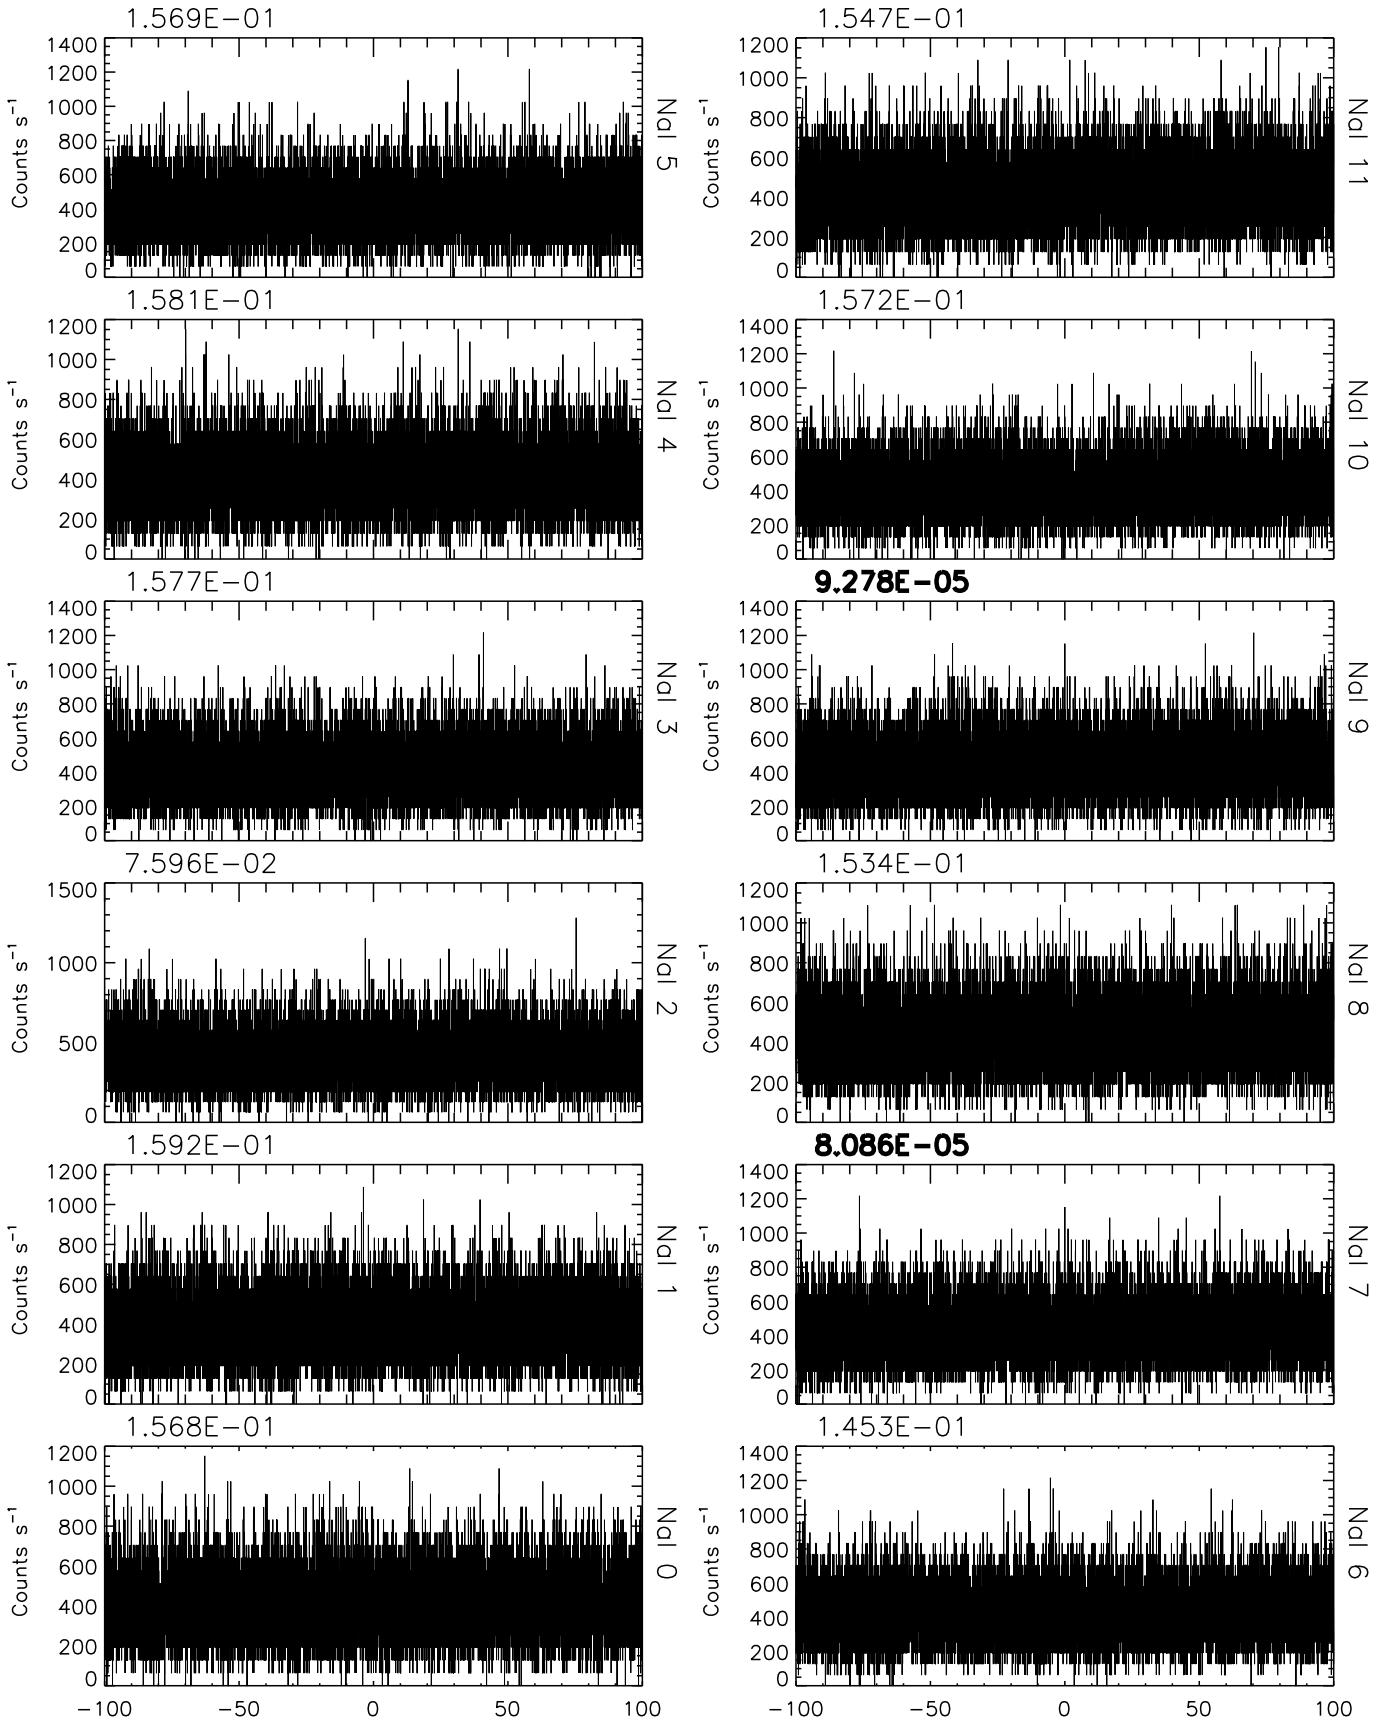 1.569E−01 1.547E−01
1400 1200 1000 800 600 400 200 0
Counts s⁻¹
NaI 5
1200 1000 800 600 400 200 0
Counts s⁻¹
NaI 11
1.581E−01 1.572E−01
1200 1000 800 600 400 200 0
Counts s⁻¹
NaI 4
1400 1200 1000 800 600 400 200 0
Counts s⁻¹
NaI 10
1.577E−01 9.278E−05
1400 1200 1000 800 600 400 200 0
Counts s⁻¹
NaI 3
1400 1200 1000 800 600 400 200 0
Counts s⁻¹
NaI 9
7.596E−02 1.534E−01
1500 1000 500 0
Counts s⁻¹
NaI 2
1200 1000 800 600 400 200 0
Counts s⁻¹
NaI 8
1.592E−01 8.086E−05
1200 1000 800 600 400 200 0
Counts s⁻¹
NaI 1
1400 1200 1000 800 600 400 200 0
Counts s⁻¹
NaI 7
1.568E−01 1.453E−01
1200 1000 800 600 400 200 0
Counts s⁻¹
NaI 0
1400 1200 1000 800 600 400 200 0
Counts s⁻¹
NaI 6
−100 −50 0 50 100 −100 −50 0 50 100